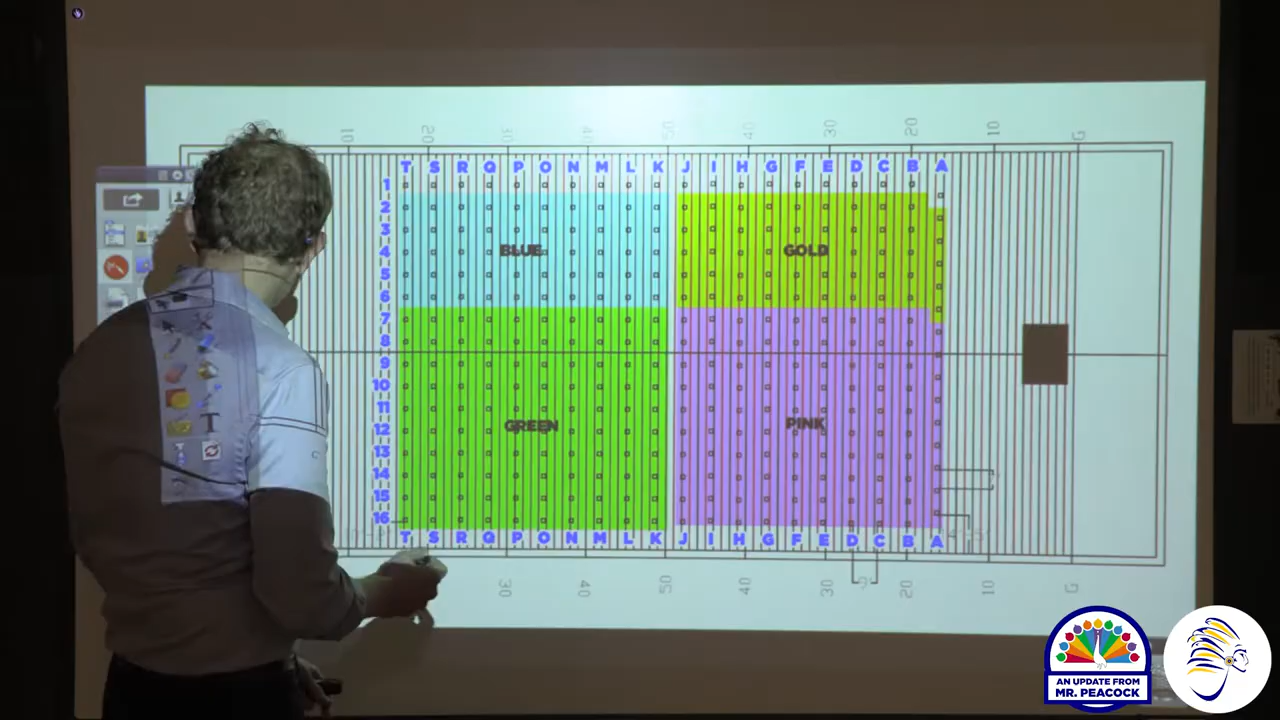 10 20 30 40 50 40 30 20 10 G
T S R Q P O N M L K J I H G F E D C B A
1
2
3
4
5
6
7
8
9
10
11
12
13
14
15
16
BLUE
GOLD
GREEN
PINK
T S R Q P O N M L K J I H G F E D C B A
30 40 50 40 30 20 10 G
T
AN UPDATE FROM
MR. PEACOCK